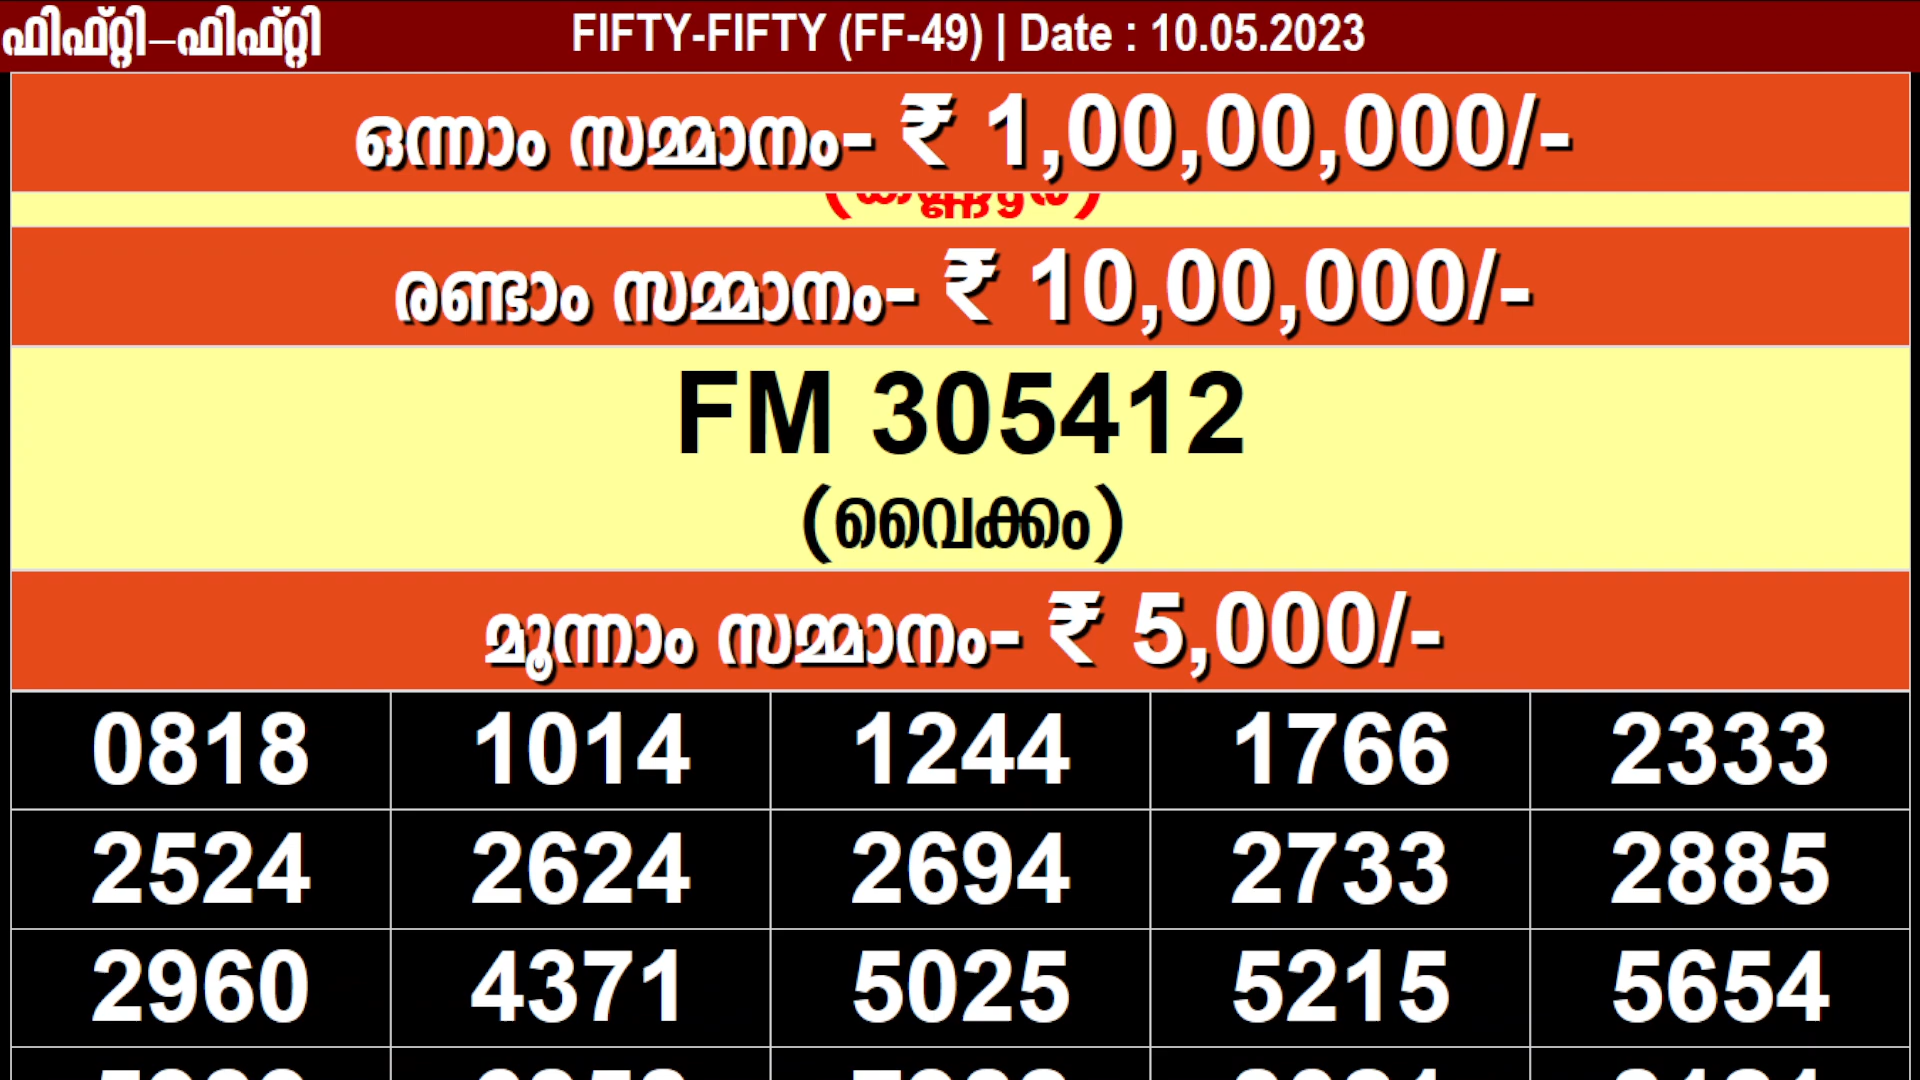 ഫിഫ്റ്റി–ഫിഫ്റ്റി FIFTY-FIFTY (FF-49) | Date : 10.05.2023
ഒന്നാം സമ്മാനം- ₹ 1,00,00,000/-
രണ്ടാം സമ്മാനം- ₹ 10,00,000/-
FM 305412
(വൈക്കം)
മൂന്നാം സമ്മാനം- ₹ 5,000/-
0818 1014 1244 1766 2333
2524 2624 2694 2733 2885
2960 4371 5025 5215 5654